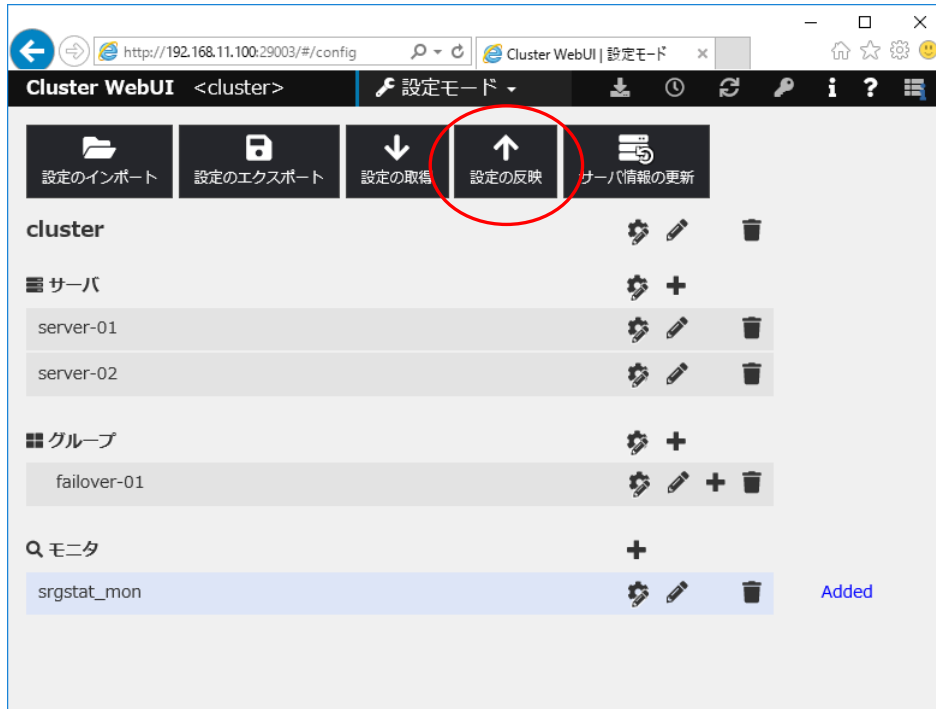 http://192.168.11.100:29003/#/config
Cluster WebUI | 設定モード
Cluster WebUI <cluster> 設定モード
設定のインポート 設定のエクスポート 設定の取得 設定の反映 サーバ情報の更新
cluster
サーバ
server-01
server-02
グループ
failover-01
モニタ
srgstat_mon Added